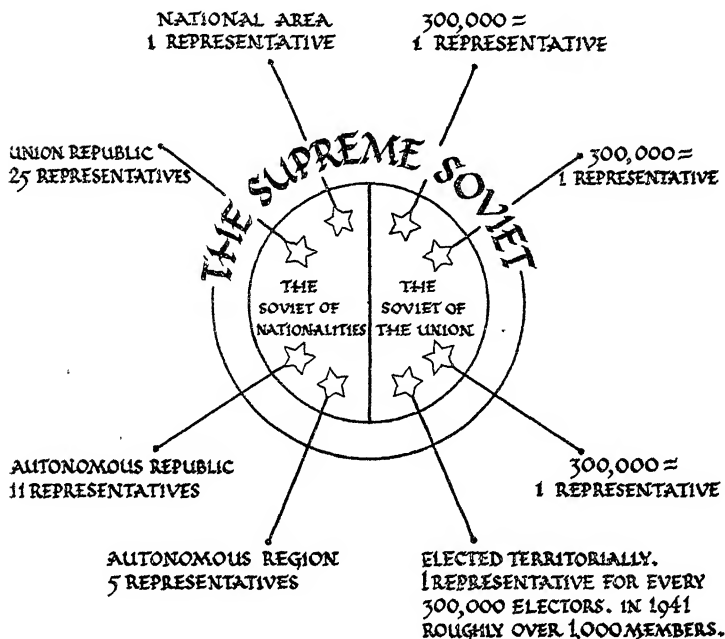 NATIONAL AREA
1 REPRESENTATIVE
300,000 =
1 REPRESENTATIVE
UNION REPUBLIC
25 REPRESENTATIVES
THE SUPREME SOVIET
300,000 =
1 REPRESENTATIVE
THE
SOVIET OF
NATIONALITIES
THE
SOVIET OF
THE UNION
AUTONOMOUS REPUBLIC
11 REPRESENTATIVES
300,000 =
1 REPRESENTATIVE
AUTONOMOUS REGION
5 REPRESENTATIVES
ELECTED TERRITORIALLY.
1 REPRESENTATIVE FOR EVERY
300,000 ELECTORS. IN 1941
ROUGHLY OVER 1,000 MEMBERS.